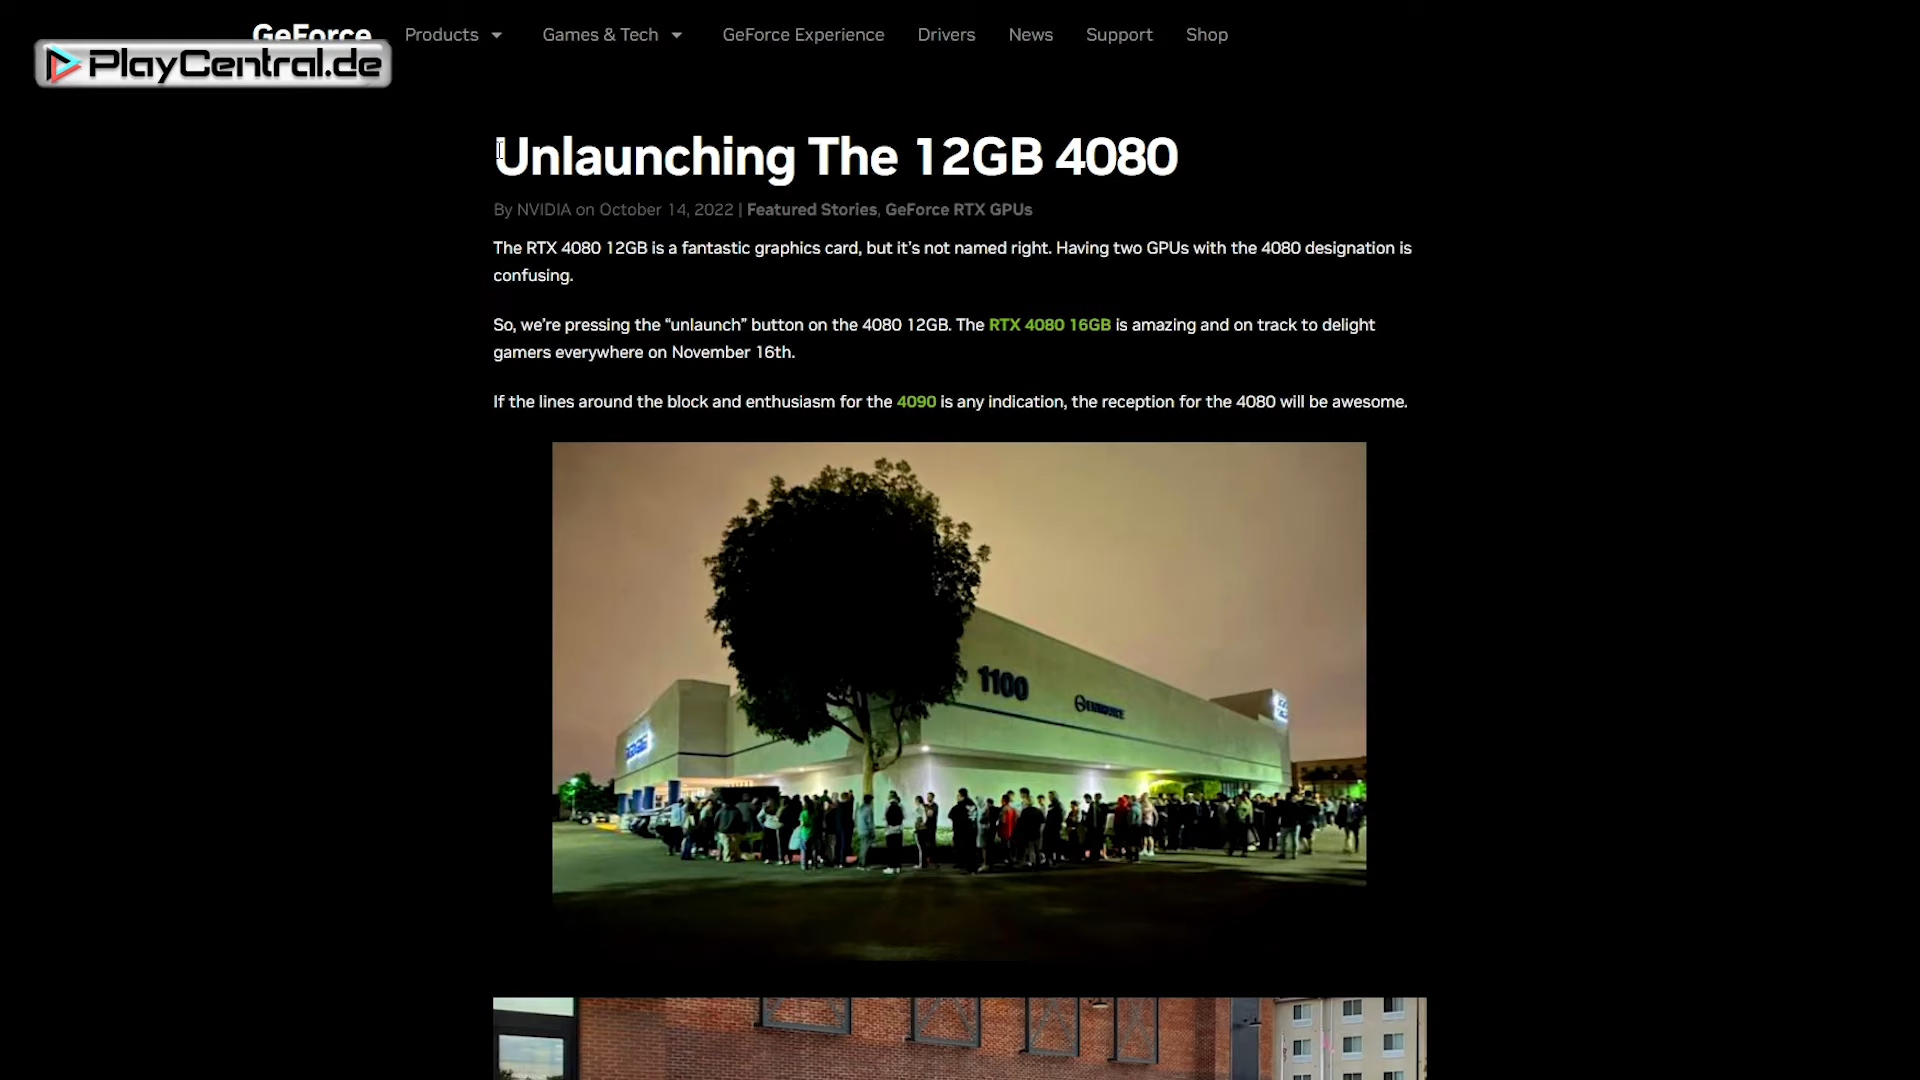 GeForce
Products
Games & Tech
GeForce Experience
Drivers
News
Support
Shop
PlayCentral.de
Unlaunching The 12GB 4080
By NVIDIA on October 14, 2022 | Featured Stories, GeForce RTX GPUs
The RTX 4080 12GB is a fantastic graphics card, but it’s not named right. Having two GPUs with the 4080 designation is
confusing.
So, we’re pressing the “unlaunch” button on the 4080 12GB. The RTX 4080 16GB is amazing and on track to delight
gamers everywhere on November 16th.
If the lines around the block and enthusiasm for the 4090 is any indication, the reception for the 4080 will be awesome.
1100
ENTRANCE